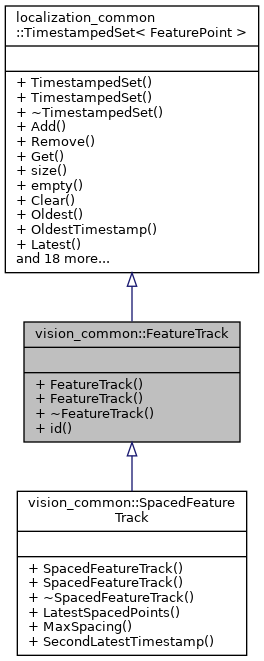 localization_common
::TimestampedSet< FeaturePoint >
+ TimestampedSet()
+ TimestampedSet()
+ ~TimestampedSet()
+ Add()
+ Remove()
+ Get()
+ size()
+ empty()
+ Clear()
+ Oldest()
+ OldestTimestamp()
+ Latest()
and 18 more...
vision_common::FeatureTrack
+ FeatureTrack()
+ FeatureTrack()
+ ~FeatureTrack()
+ id()
vision_common::SpacedFeature
Track
+ SpacedFeatureTrack()
+ SpacedFeatureTrack()
+ ~SpacedFeatureTrack()
+ LatestSpacedPoints()
+ MaxSpacing()
+ SecondLatestTimestamp()